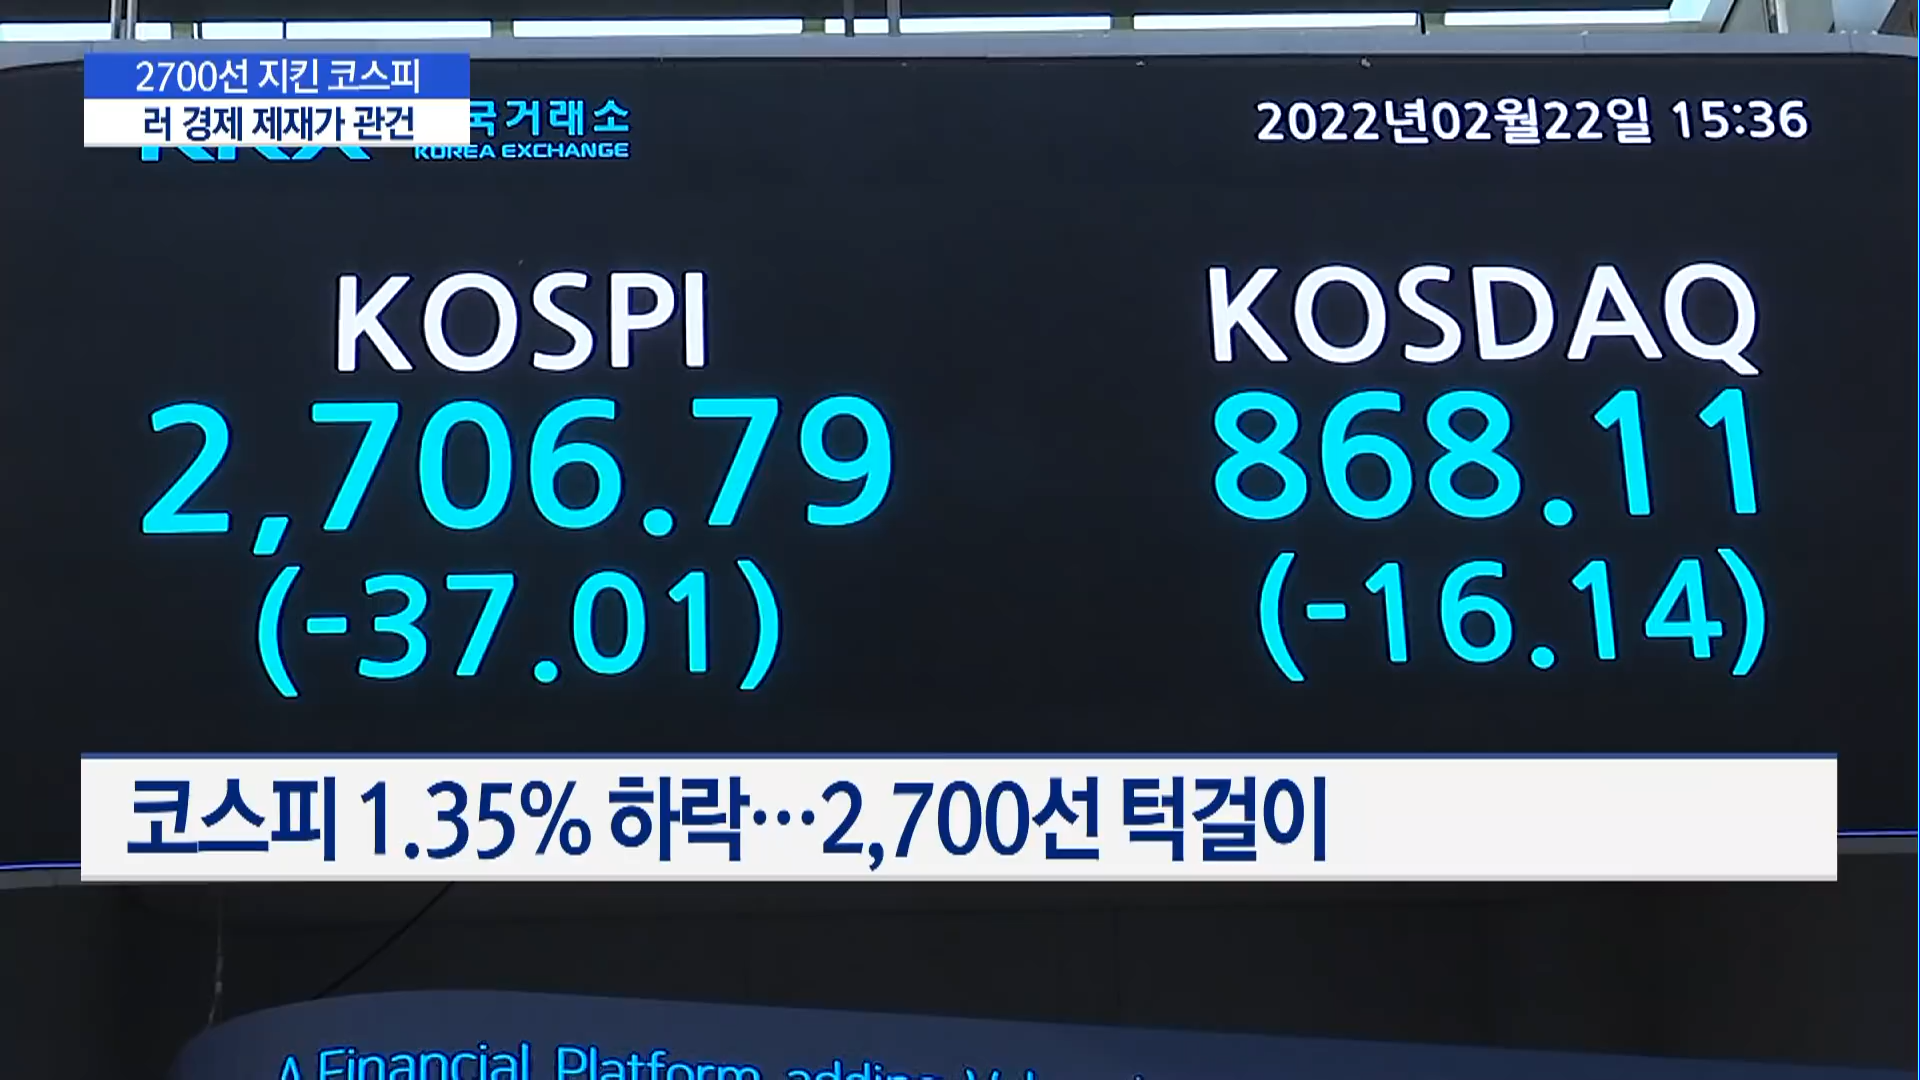 2700선 지킨 코스피
러 경제 제재가 관건
국거래소
KOREA EXCHANGE
2022년02월22일 15:36
KOSPI
2,706.79
(-37.01)
KOSDAQ
868.11
(-16.14)
코스피 1.35% 하락…2,700선 턱걸이
A Financial Platform adding